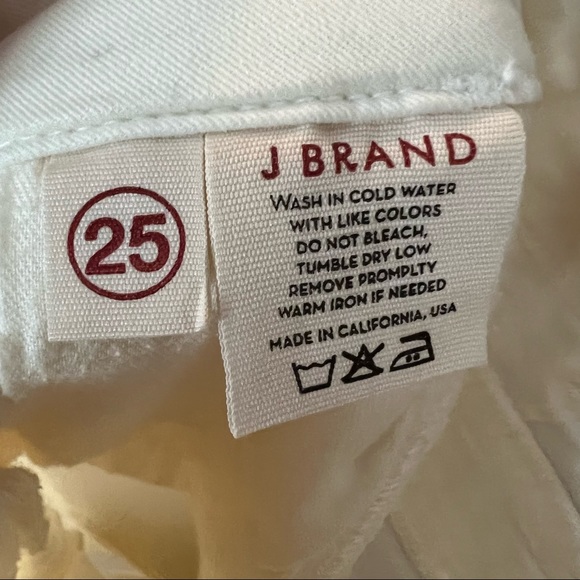 25
J BRAND
WASH IN COLD WATER
WITH LIKE COLORS
DO NOT BLEACH,
TUMBLE DRY LOW
REMOVE PROMPLTY
WARM IRON IF NEEDED
MADE IN CALIFORNIA, USA